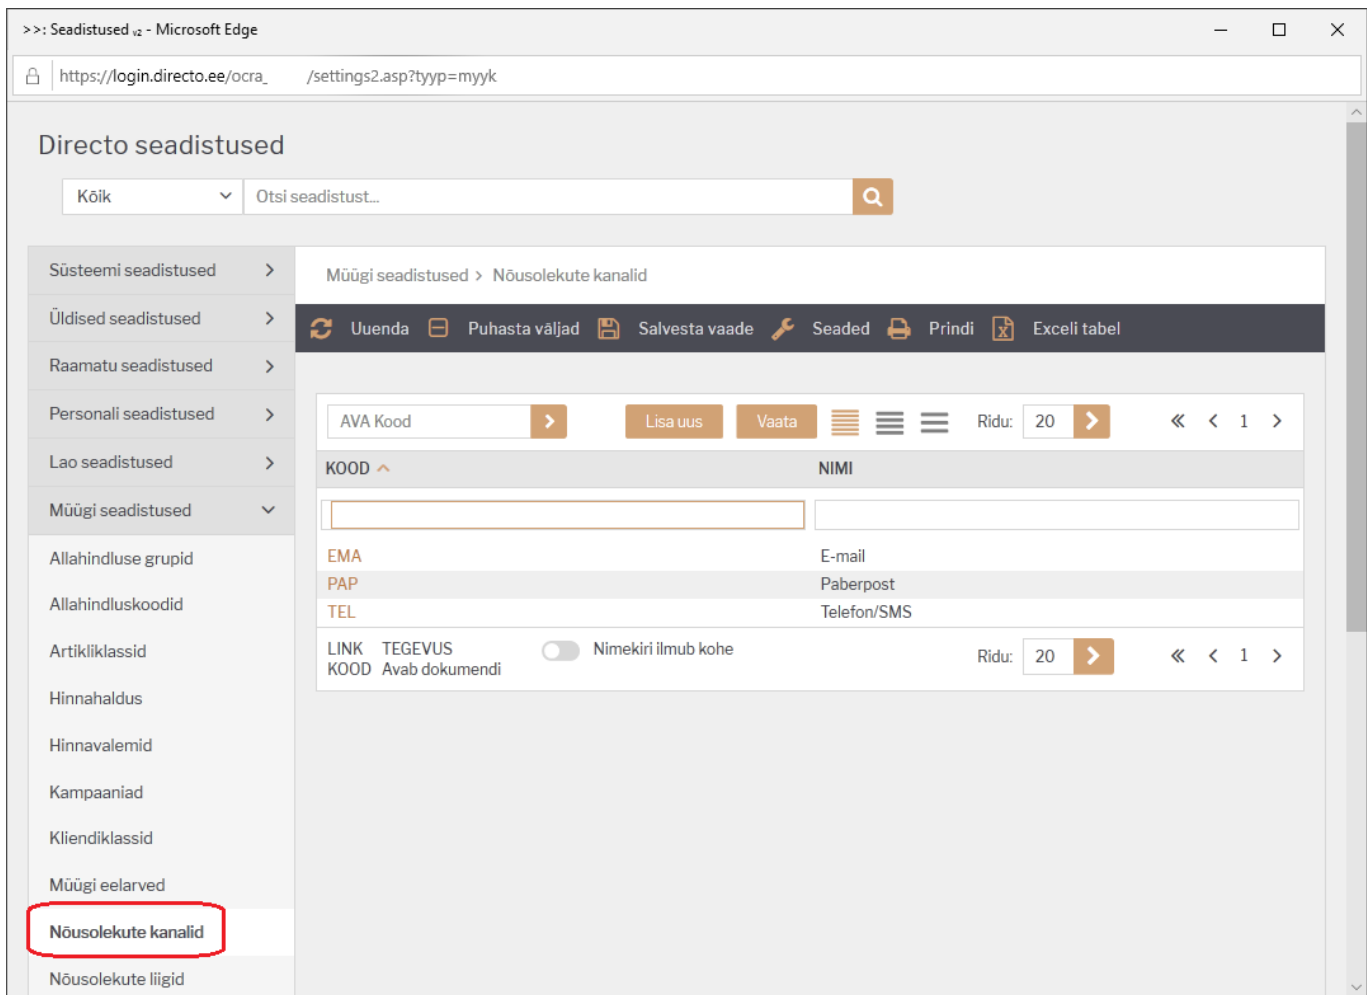 >>: Seadistused v2 - Microsoft Edge
https://login.directo.ee/ocra_ /settings2.asp?tyyp=myyk
Directo seadistused
Kõik Otsi seadistust...
Süsteemi seadistused
Üldised seadistused
Raamatu seadistused
Personali seadistused
Lao seadistused
Müügi seadistused
Allahindluse grupid
Allahindluskoodid
Artikliklassid
Hinnahaldus
Hinnavalemid
Kampaaniad
Kliendiklassid
Müügi eelarved
Nõusolekute kanalid
Nõusolekute liigid
Müügi seadistused > Nõusolekute kanalid
Uuenda Puhasta väljad Salvesta vaade Seaded Prindi Exceli tabel
AVA Kood Lisa uus Vaata Ridu: 20 1
KOOD NIMI
EMA E-mail
PAP Paberpost
TEL Telefon/SMS
LINK TEGEVUS Nimekiri ilmub kohe Ridu: 20 1
KOOD Avab dokumendi